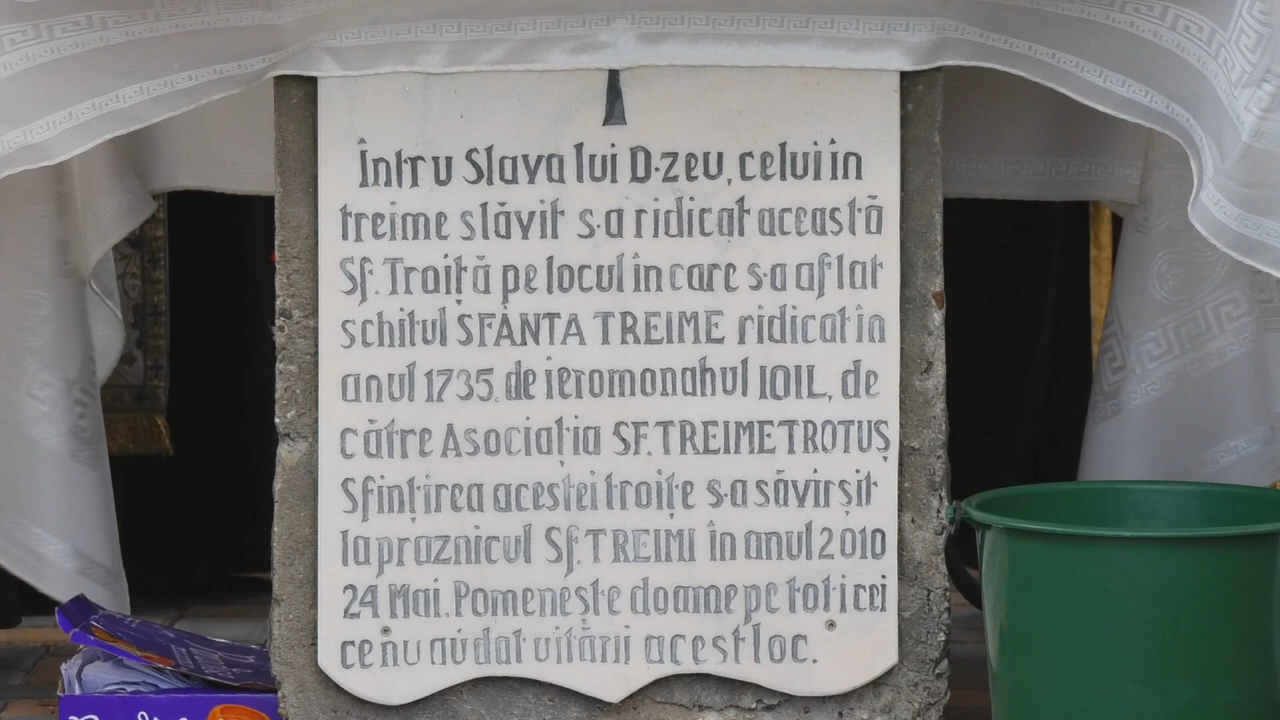 Întru Slava lui D-zeu, celui în
treime slăvit s-a ridicat această
Sf. Troiță pe locul în care s-a aflat
schitul SFÂNTA TREIME ridicat în
anul 1735, de ieromonahul IOIL, de
către Asociația SF. TREIME TROTUȘ
Sfințirea acestei troițe s-a săvîrșit
la praznicul Sf. TREIMI în anul 2010
24 Mai. Pomenește doamne pe toți cei
ce nu au dat uitării acest loc.